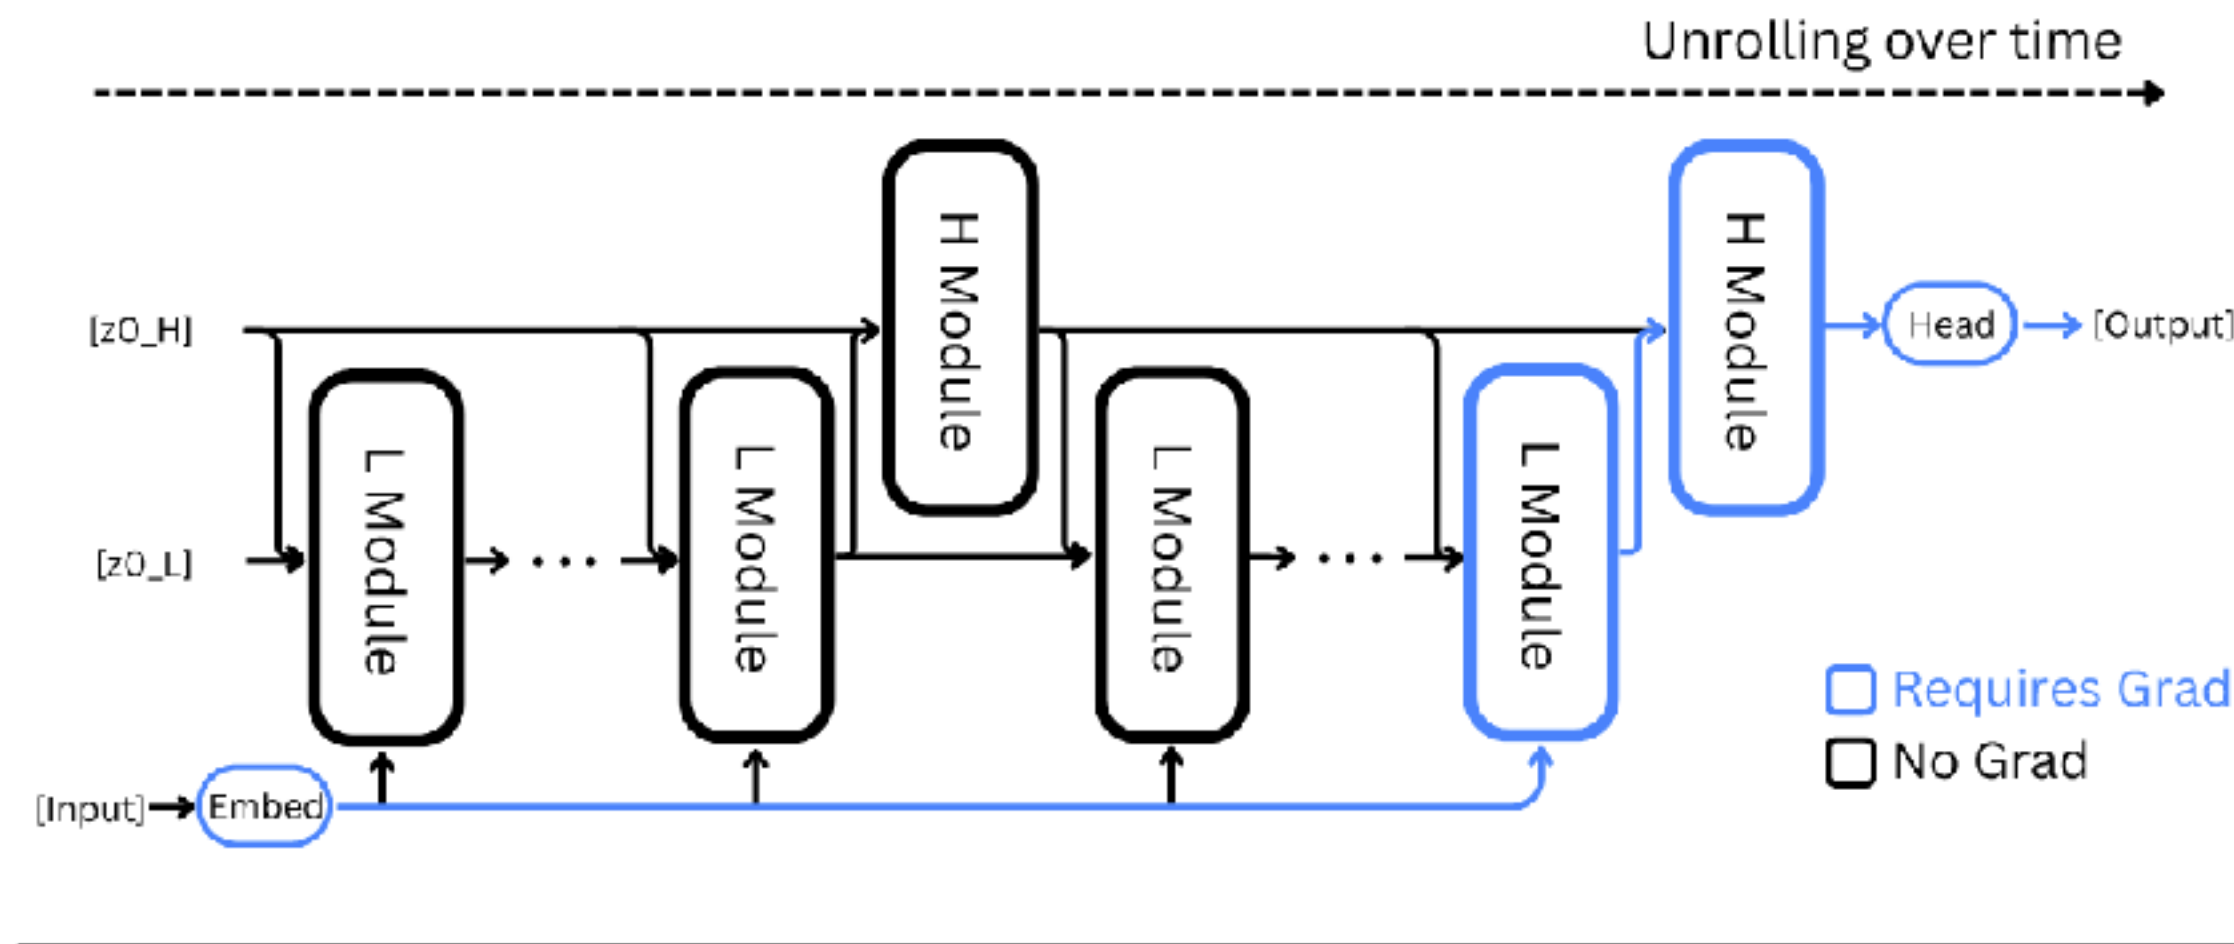 Unrolling over time
H Module
H Module
[z0_H]
Head
[Output]
L Module
L Module
L Module
L Module
[z0_L]
Requires Grad
No Grad
[Input]
Embed